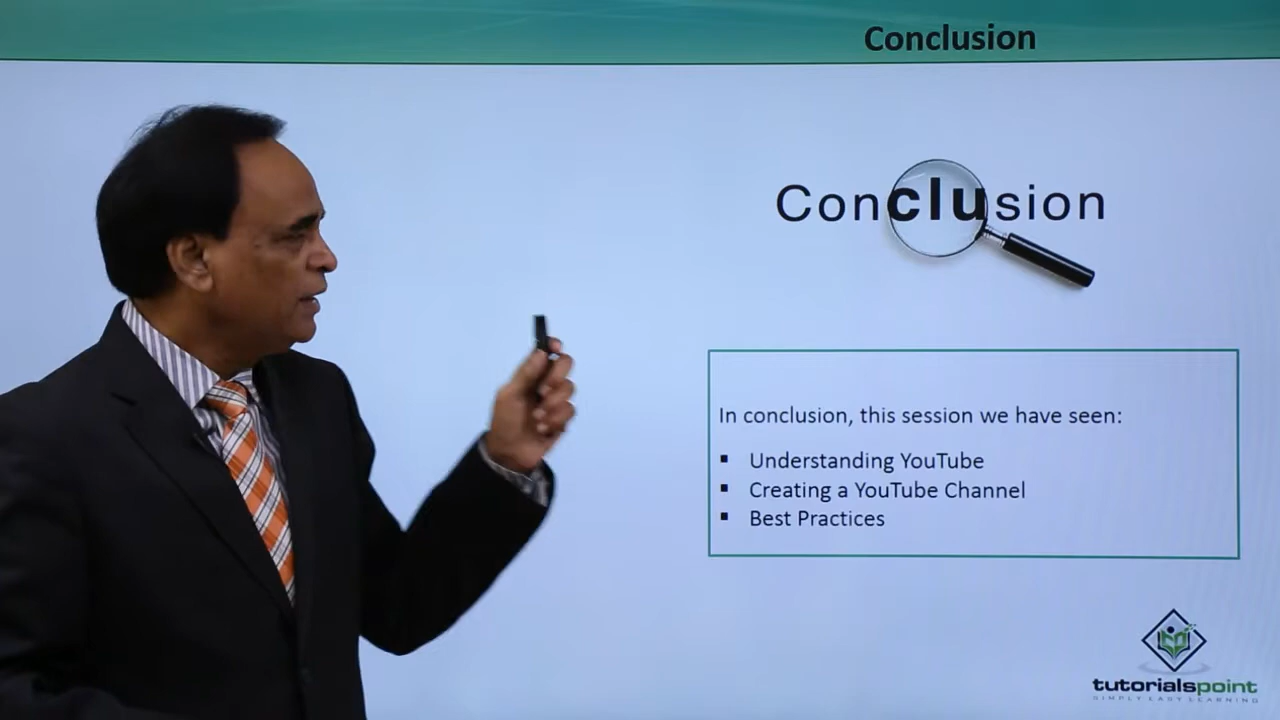 Conclusion
Conclusion
In conclusion, this session we have seen:
▪ Understanding YouTube
▪ Creating a YouTube Channel
▪ Best Practices
tutorialspoint
SIMPLY EASY LEARNING